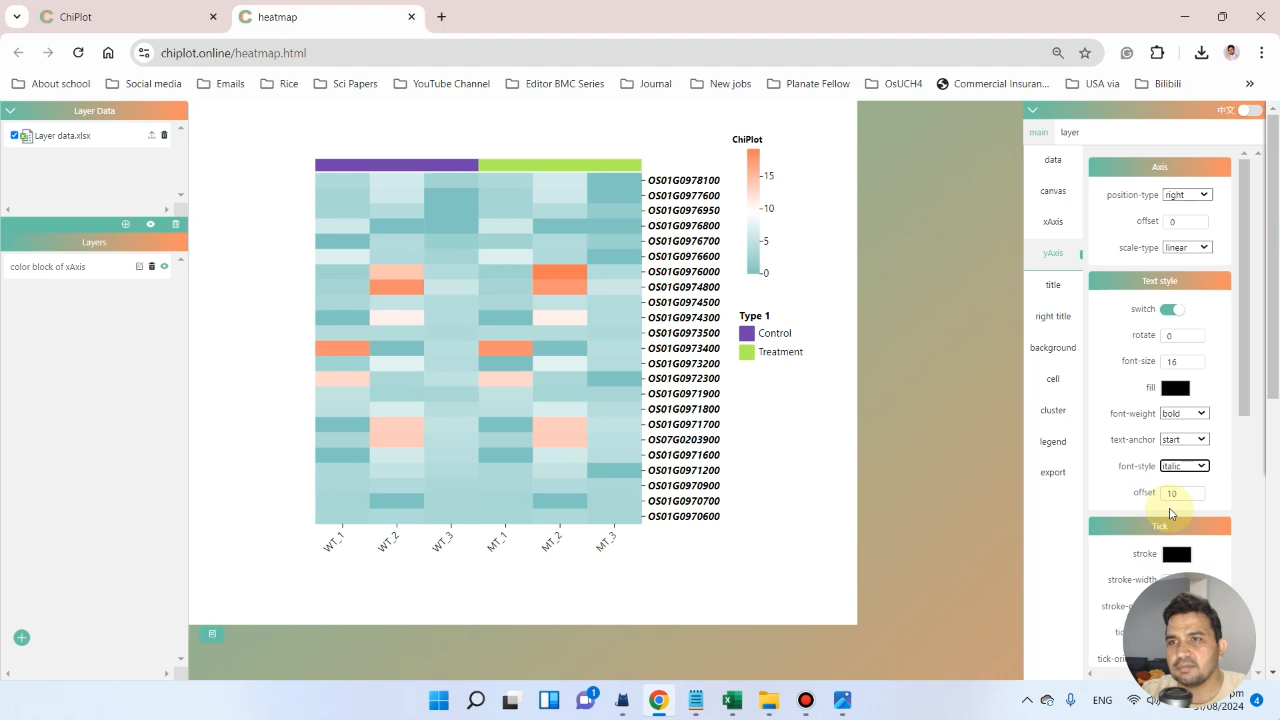 ChiPlot
heatmap
chiplot.online/heatmap.html
About school
Social media
Emails
Rice
Sci Papers
YouTube Channel
Editor BMC Series
Journal
New jobs
Planate Fellow
OsUCH4
Commercial Insuran...
USA via
Bilibili
»
Layer Data
Layer data.xlsx
Layers
color block of xAxis
ChiPlot
15
10
5
0
Type 1
Control
Treatment
OS01G0978100
OS01G0977600
OS01G0976950
OS01G0976800
OS01G0976700
OS01G0976600
OS01G0976000
OS01G0974800
OS01G0974500
OS01G0974300
OS01G0973500
OS01G0973400
OS01G0973200
OS01G0972300
OS01G0971900
OS01G0971800
OS01G0971700
OS07G0203900
OS01G0971600
OS01G0971200
OS01G0970900
OS01G0970700
OS01G0970600
WT_1 WT_2 WT_3 MT_1 MT_2 MT_3
中文
main layer
data
canvas
xAxis
yAxis
title
right title
background
cell
cluster
legend
export
Axis
position-type right
offset 0
scale-type linear
Text style
switch
rotate 0
font-size 16
fill
font-weight bold
text-anchor start
font-style italic
offset 10
Tick
stroke
stroke-width
1
ENG
pm
08/2024
4